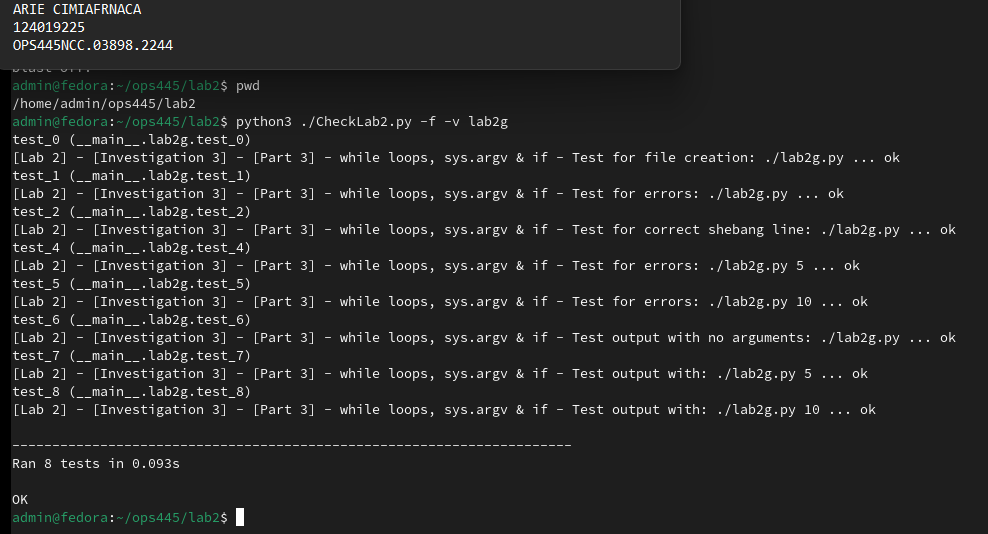 ARIE CIMIAFRNACA
124019225
OPS445NCC.03898.2244
admin@fedora:~/ops445/lab2$ pwd
/home/admin/ops445/lab2
admin@fedora:~/ops445/lab2$ python3 ./CheckLab2.py -f -v lab2g
test_0 (__main__.lab2g.test_0)
[Lab 2] - [Investigation 3] - [Part 3] - while loops, sys.argv & if - Test for file creation: ./lab2g.py ... ok
test_1 (__main__.lab2g.test_1)
[Lab 2] - [Investigation 3] - [Part 3] - while loops, sys.argv & if - Test for errors: ./lab2g.py ... ok
test_2 (__main__.lab2g.test_2)
[Lab 2] - [Investigation 3] - [Part 3] - while loops, sys.argv & if - Test for correct shebang line: ./lab2g.py ... ok
test_4 (__main__.lab2g.test_4)
[Lab 2] - [Investigation 3] - [Part 3] - while loops, sys.argv & if - Test for errors: ./lab2g.py 5 ... ok
test_5 (__main__.lab2g.test_5)
[Lab 2] - [Investigation 3] - [Part 3] - while loops, sys.argv & if - Test for errors: ./lab2g.py 10 ... ok
test_6 (__main__.lab2g.test_6)
[Lab 2] - [Investigation 3] - [Part 3] - while loops, sys.argv & if - Test output with no arguments: ./lab2g.py ... ok
test_7 (__main__.lab2g.test_7)
[Lab 2] - [Investigation 3] - [Part 3] - while loops, sys.argv & if - Test output with: ./lab2g.py 5 ... ok
test_8 (__main__.lab2g.test_8)
[Lab 2] - [Investigation 3] - [Part 3] - while loops, sys.argv & if - Test output with: ./lab2g.py 10 ... ok
----------------------------------------------------------------------
Ran 8 tests in 0.093s
OK
admin@fedora:~/ops445/lab2$